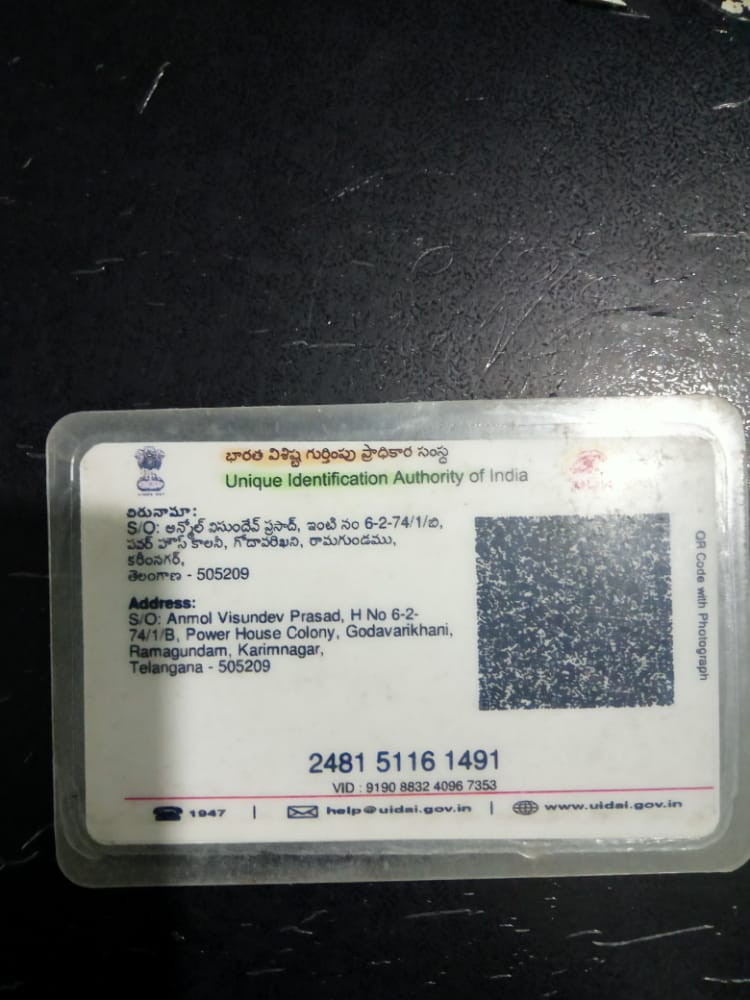 భారత విశిష్ట గుర్తింపు ప్రాధికార సంస్థ
Unique Identification Authority of India
చిరునామా:
S/O: అన్మోల్ విసుందేవ్ ప్రసాద్, ఇంటి నం 6-2-74/1/బి,
పవర్ హౌస్ కాలనీ, గోదావరిఖని, రామగుండము,
కరీంనగర్,
తెలంగాణ - 505209
Address:
S/O: Anmol Visundev Prasad, H No 6-2-
74/1/B, Power House Colony, Godavarikhani,
Ramagundam, Karimnagar,
Telangana - 505209
QR Code with Photograph
2481 5116 1491
VID : 9190 8832 4096 7353
1947 | help@uidai.gov.in | www.uidai.gov.in